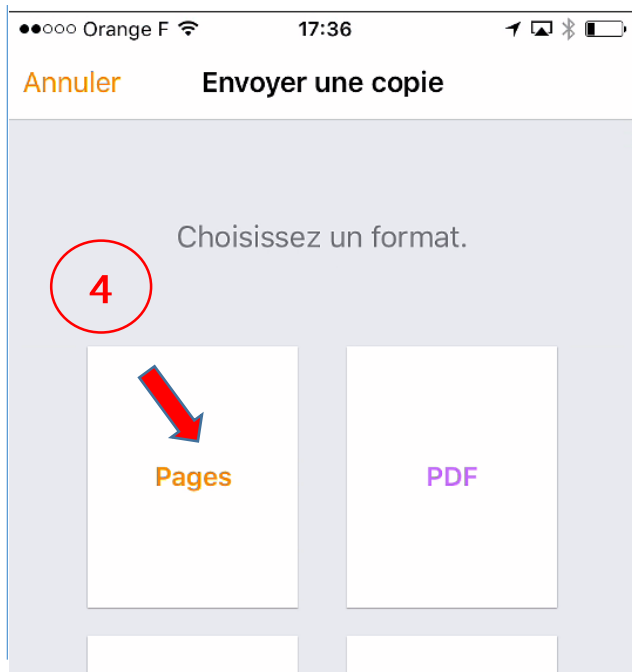 Orange F 17:36
Annuler Envoyer une copie
Choisissez un format.
4
Pages PDF